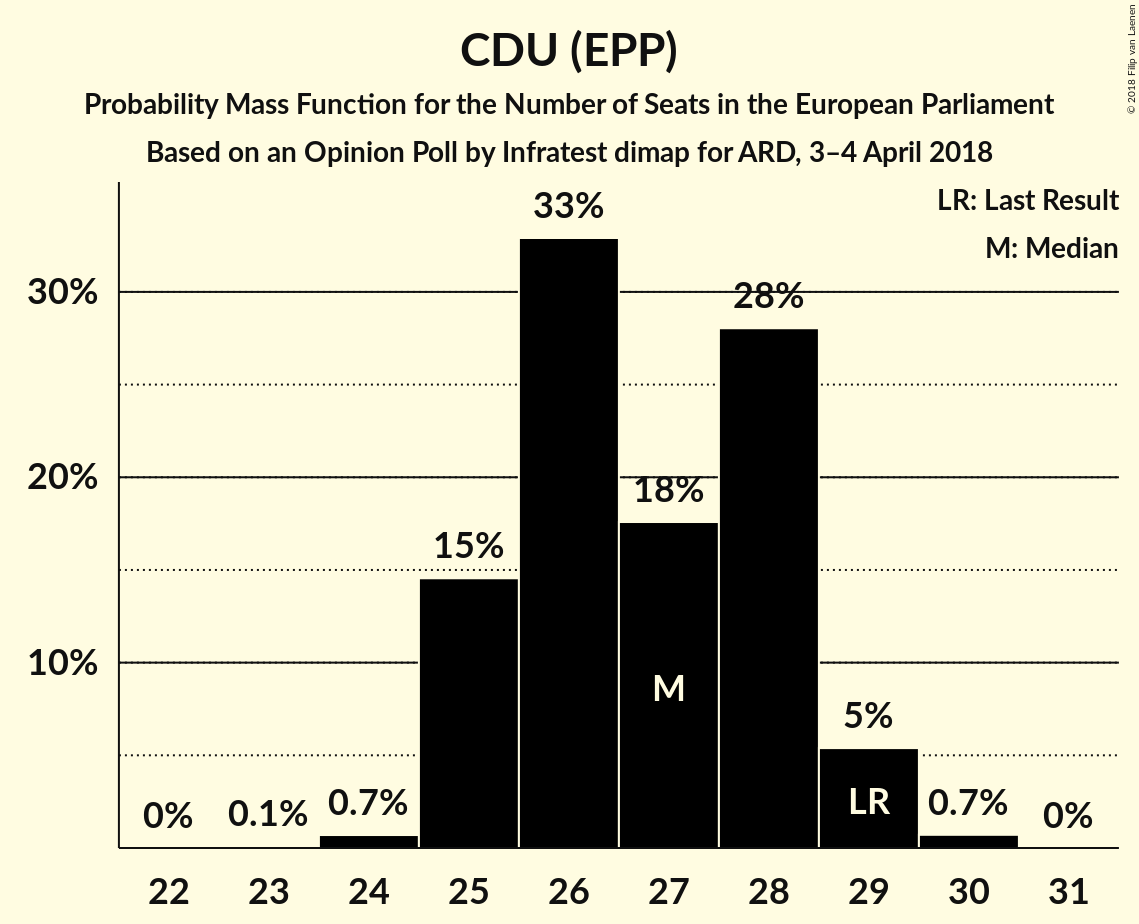 CDU (EPP)
Probability Mass Function for the Number of Seats in the European Parliament
Based on an Opinion Poll by Infratest dimap for ARD, 3–4 April 2018
© 2018 Filip van Laenen
LR: Last Result
M: Median
30%
20%
10%
0%
0.1%
0.7%
15%
33%
18%
28%
5%
0.7%
0%
M
LR
22 23 24 25 26 27 28 29 30 31